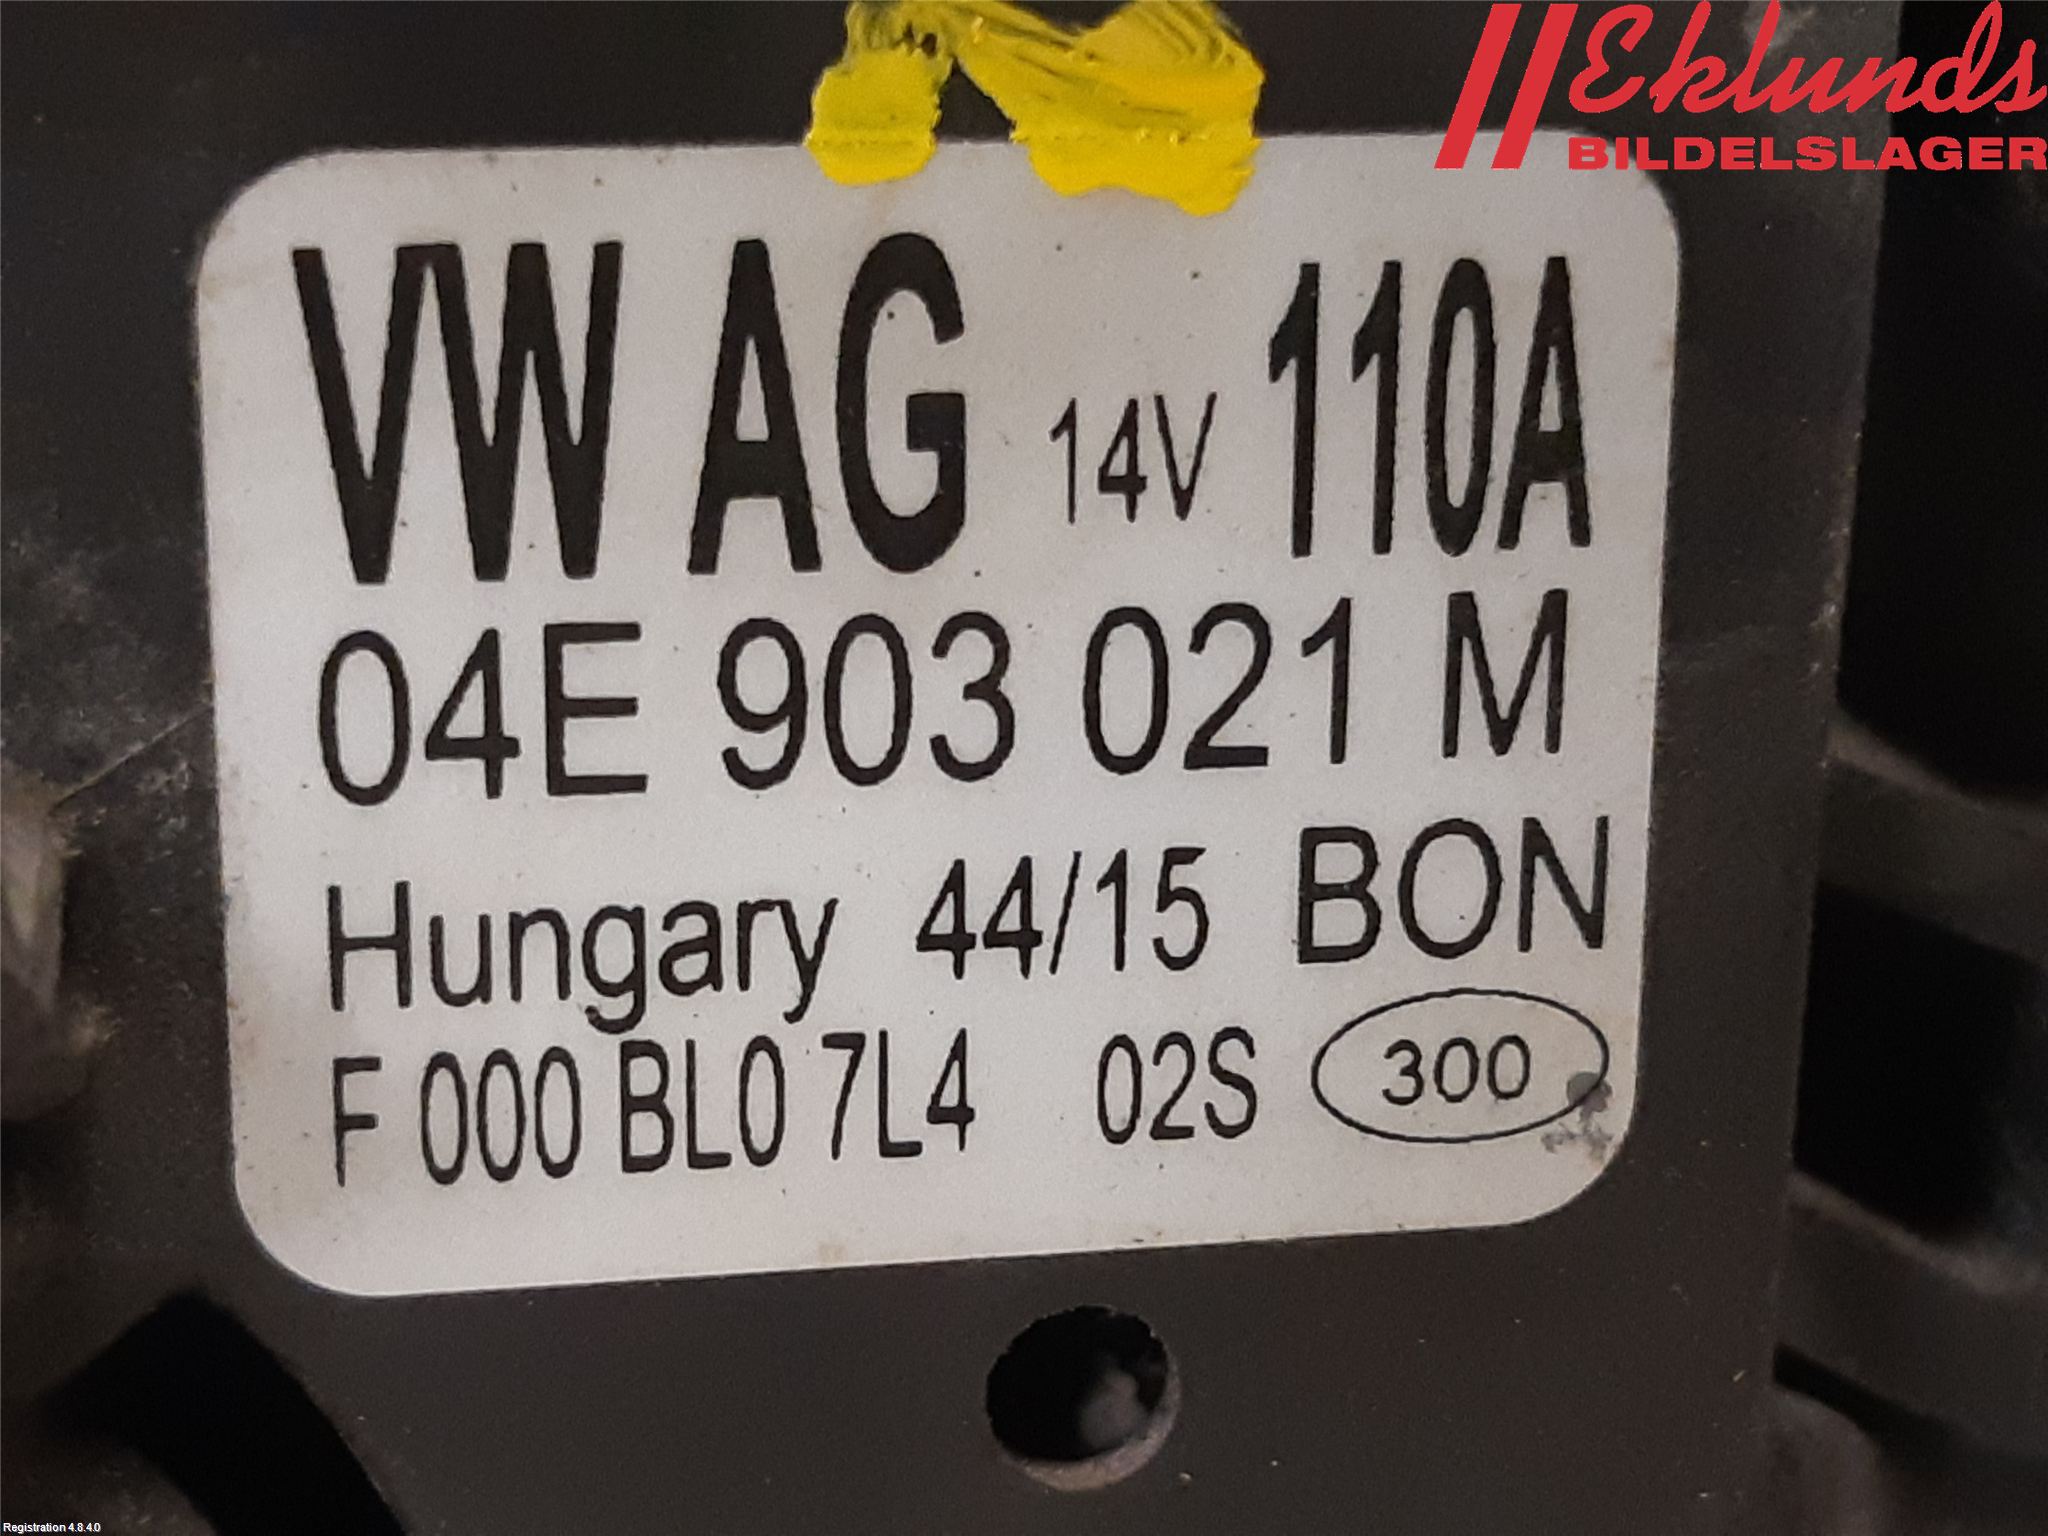 Eklunds
BILDELSLAGER
VW AG 14V 110A
04E 903 021 M
Hungary 44/15 BON
F 000 BL0 7L4 02S 300
Registration 4.8.4.0